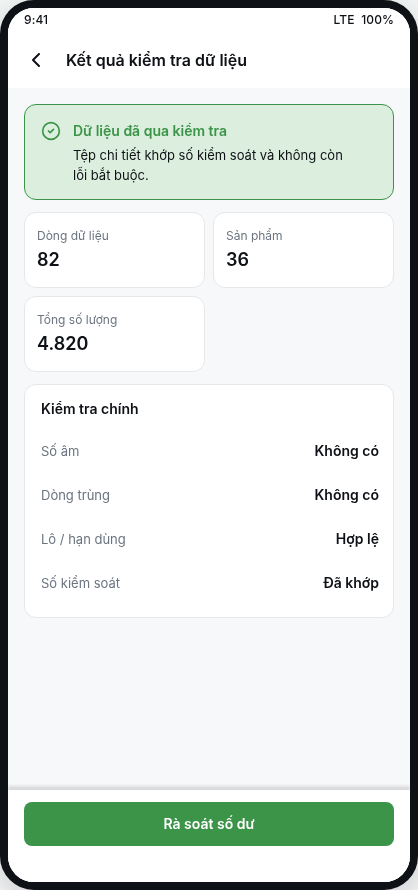 9:41
LTE 100%
Kết quả kiểm tra dữ liệu
Dữ liệu đã qua kiểm tra
Tệp chi tiết khớp số kiểm soát và không còn
lỗi bắt buộc.
Dòng dữ liệu
82
Sản phẩm
36
Tổng số lượng
4.820
Kiểm tra chính
Số âm
Không có
Dòng trùng
Không có
Lô / hạn dùng
Hợp lệ
Số kiểm soát
Đã khớp
Rà soát số dư